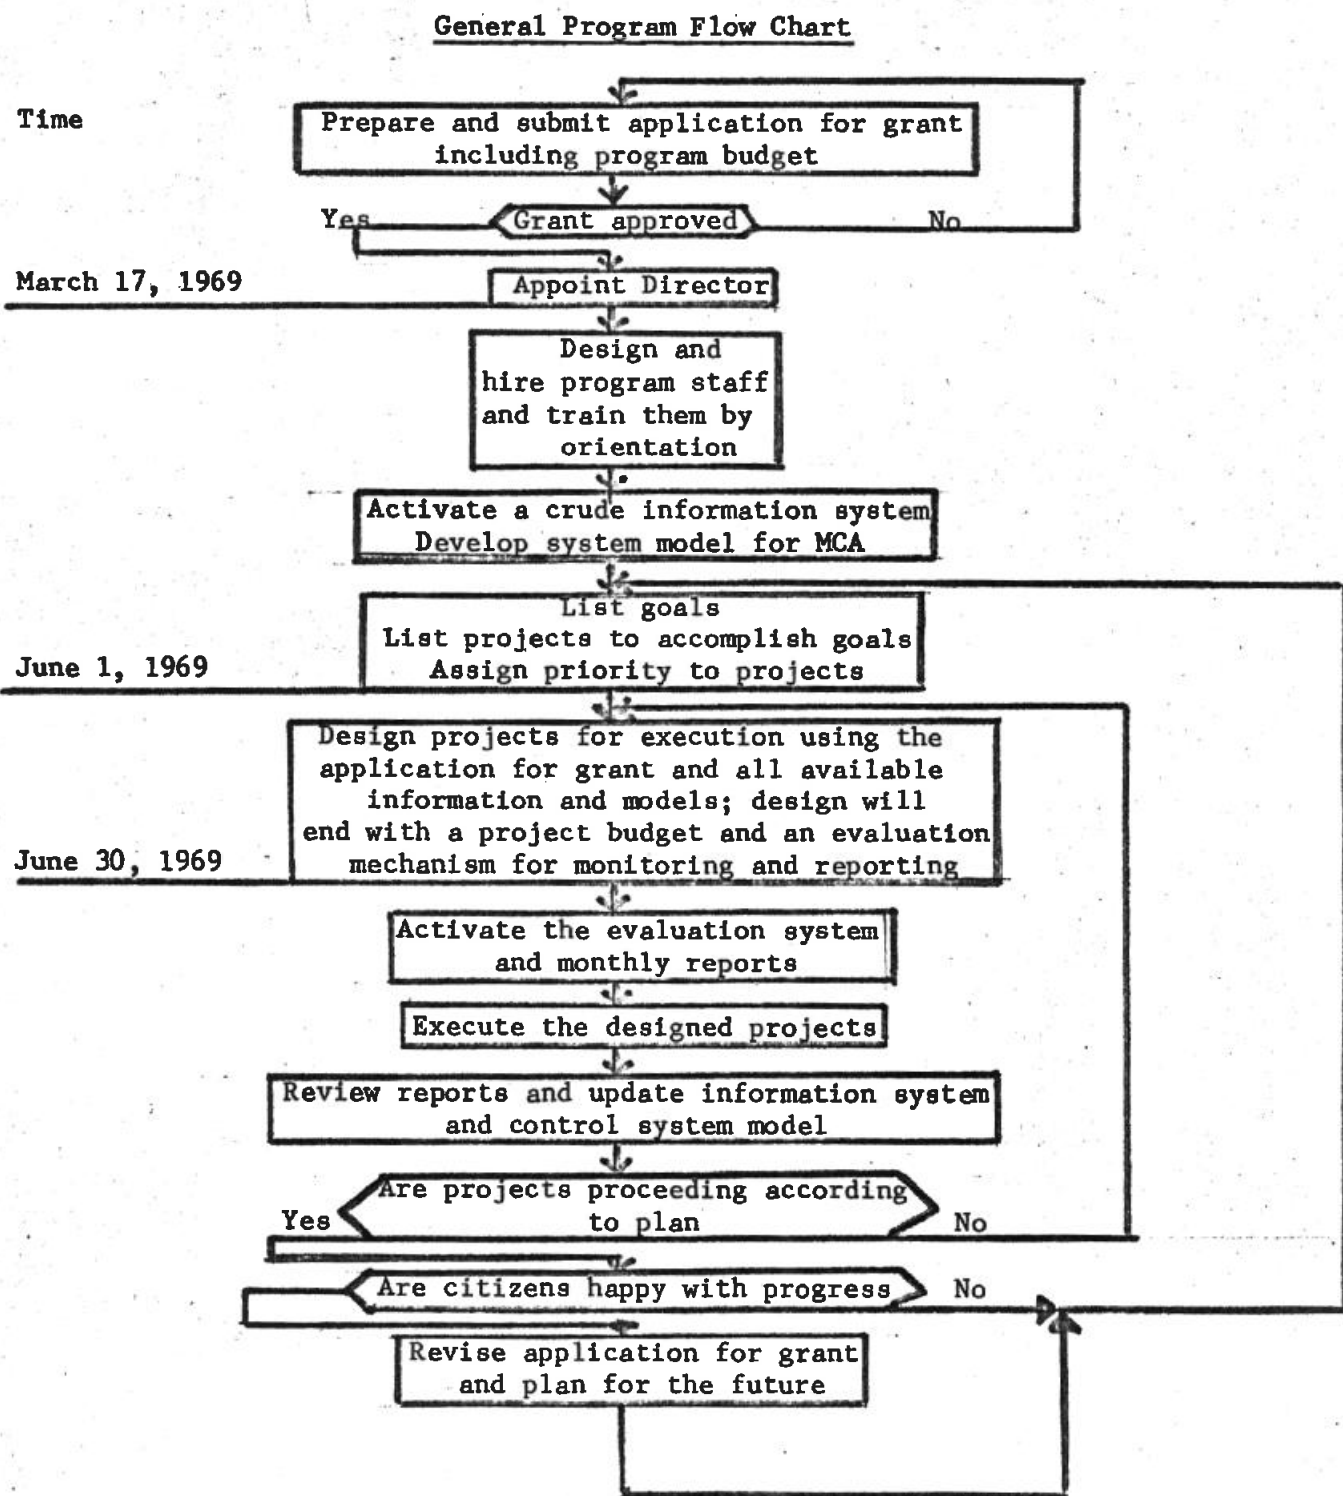 General Program Flow Chart
Time
Prepare and submit application for grant
including program budget
Yes
Grant approved
No
March 17, 1969
Appoint Director
Design and
hire program staff
and train them by
orientation
Activate a crude information system
Develop system model for MCA
List goals
List projects to accomplish goals
Assign priority to projects
June 1, 1969
Design projects for execution using the
application for grant and all available
information and models; design will
end with a project budget and an evaluation
mechanism for monitoring and reporting
June 30, 1969
Activate the evaluation system
and monthly reports
Execute the designed projects
Review reports and update information system
and control system model
Are projects proceeding according
to plan
Yes
No
Are citizens happy with progress
No
Revise application for grant
and plan for the future